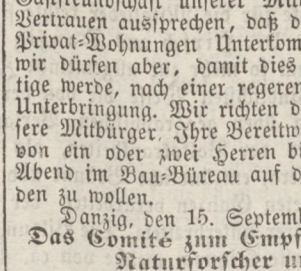 Gastfreundschaft unserer
Vertrauen aussprechen, daß
Privat=Wohnungen Unterkom
wir dürfen aber, damit dies
tige werde, nach einer regeren
Unterbringung. Wir richten d
sere Mitbürger, Ihre Bereitw
von ein oder zwei Herren bi
Abend im Bau=Büreau auf d
den zu wollen.
Danzig, den 15. Septemb
Das Comité zum Empf
Naturforscher u